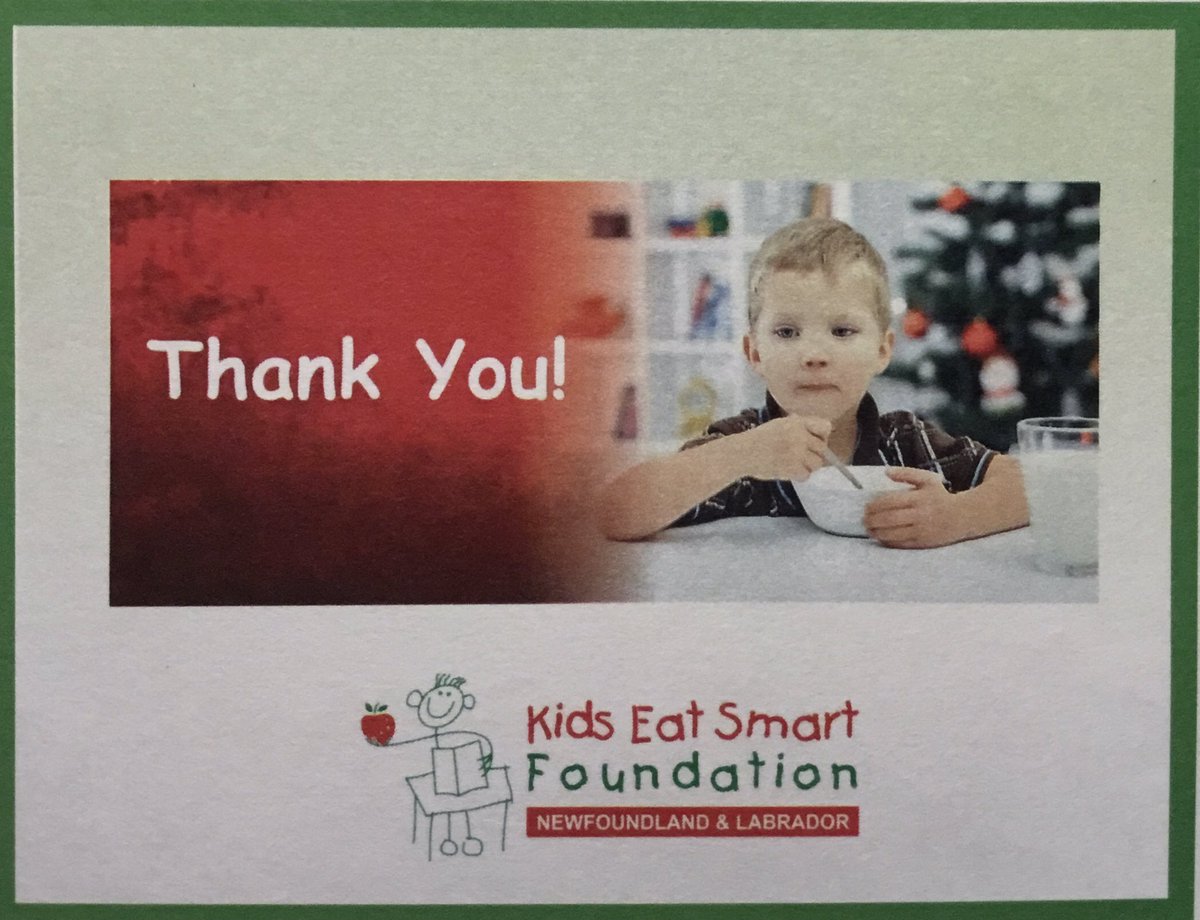 Thank You!
Kids Eat Smart
Foundation
NEWFOUNDLAND & LABRADOR